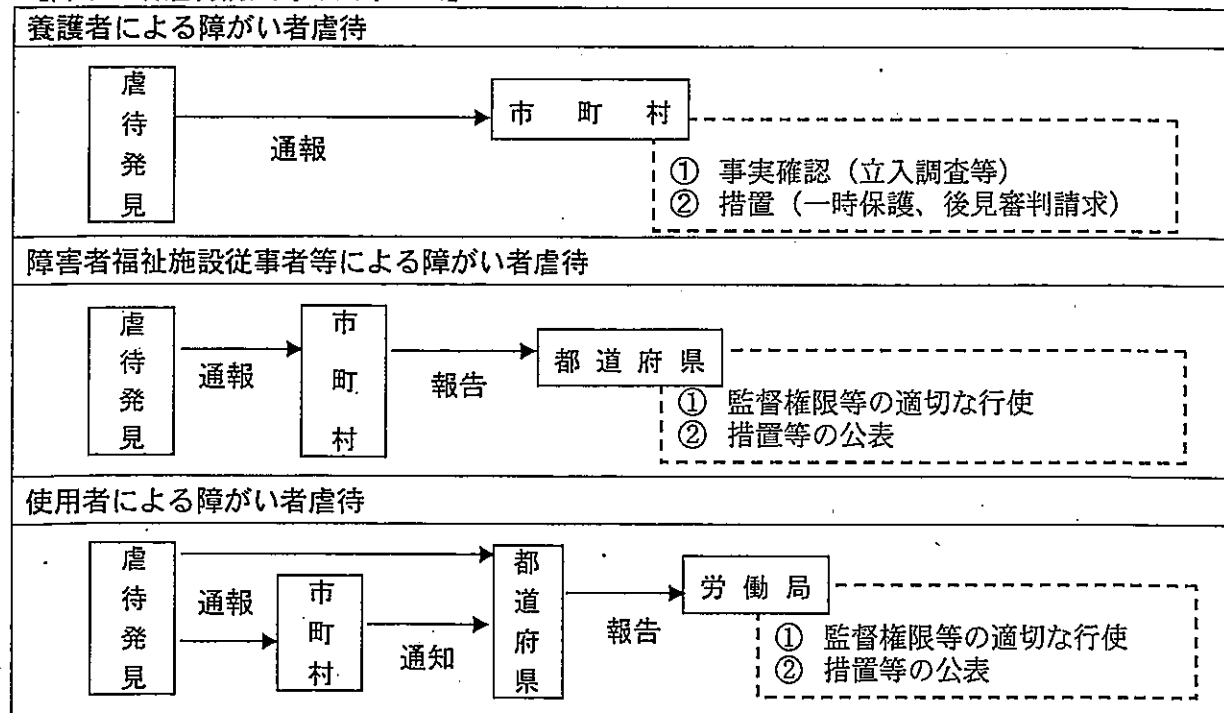 養護者による障がい者虐待
虐待発見
通報
市町村
① 事実確認（立入調査等）
② 措置（一時保護、後見審判請求）
障害者福祉施設従事者等による障がい者虐待
虐待発見
通報
市町村
報告
都道府県
① 監督権限等の適切な行使
② 措置等の公表
使用者による障がい者虐待
虐待発見
通報
市町村
通知
都道府県
報告
労働局
① 監督権限等の適切な行使
② 措置等の公表